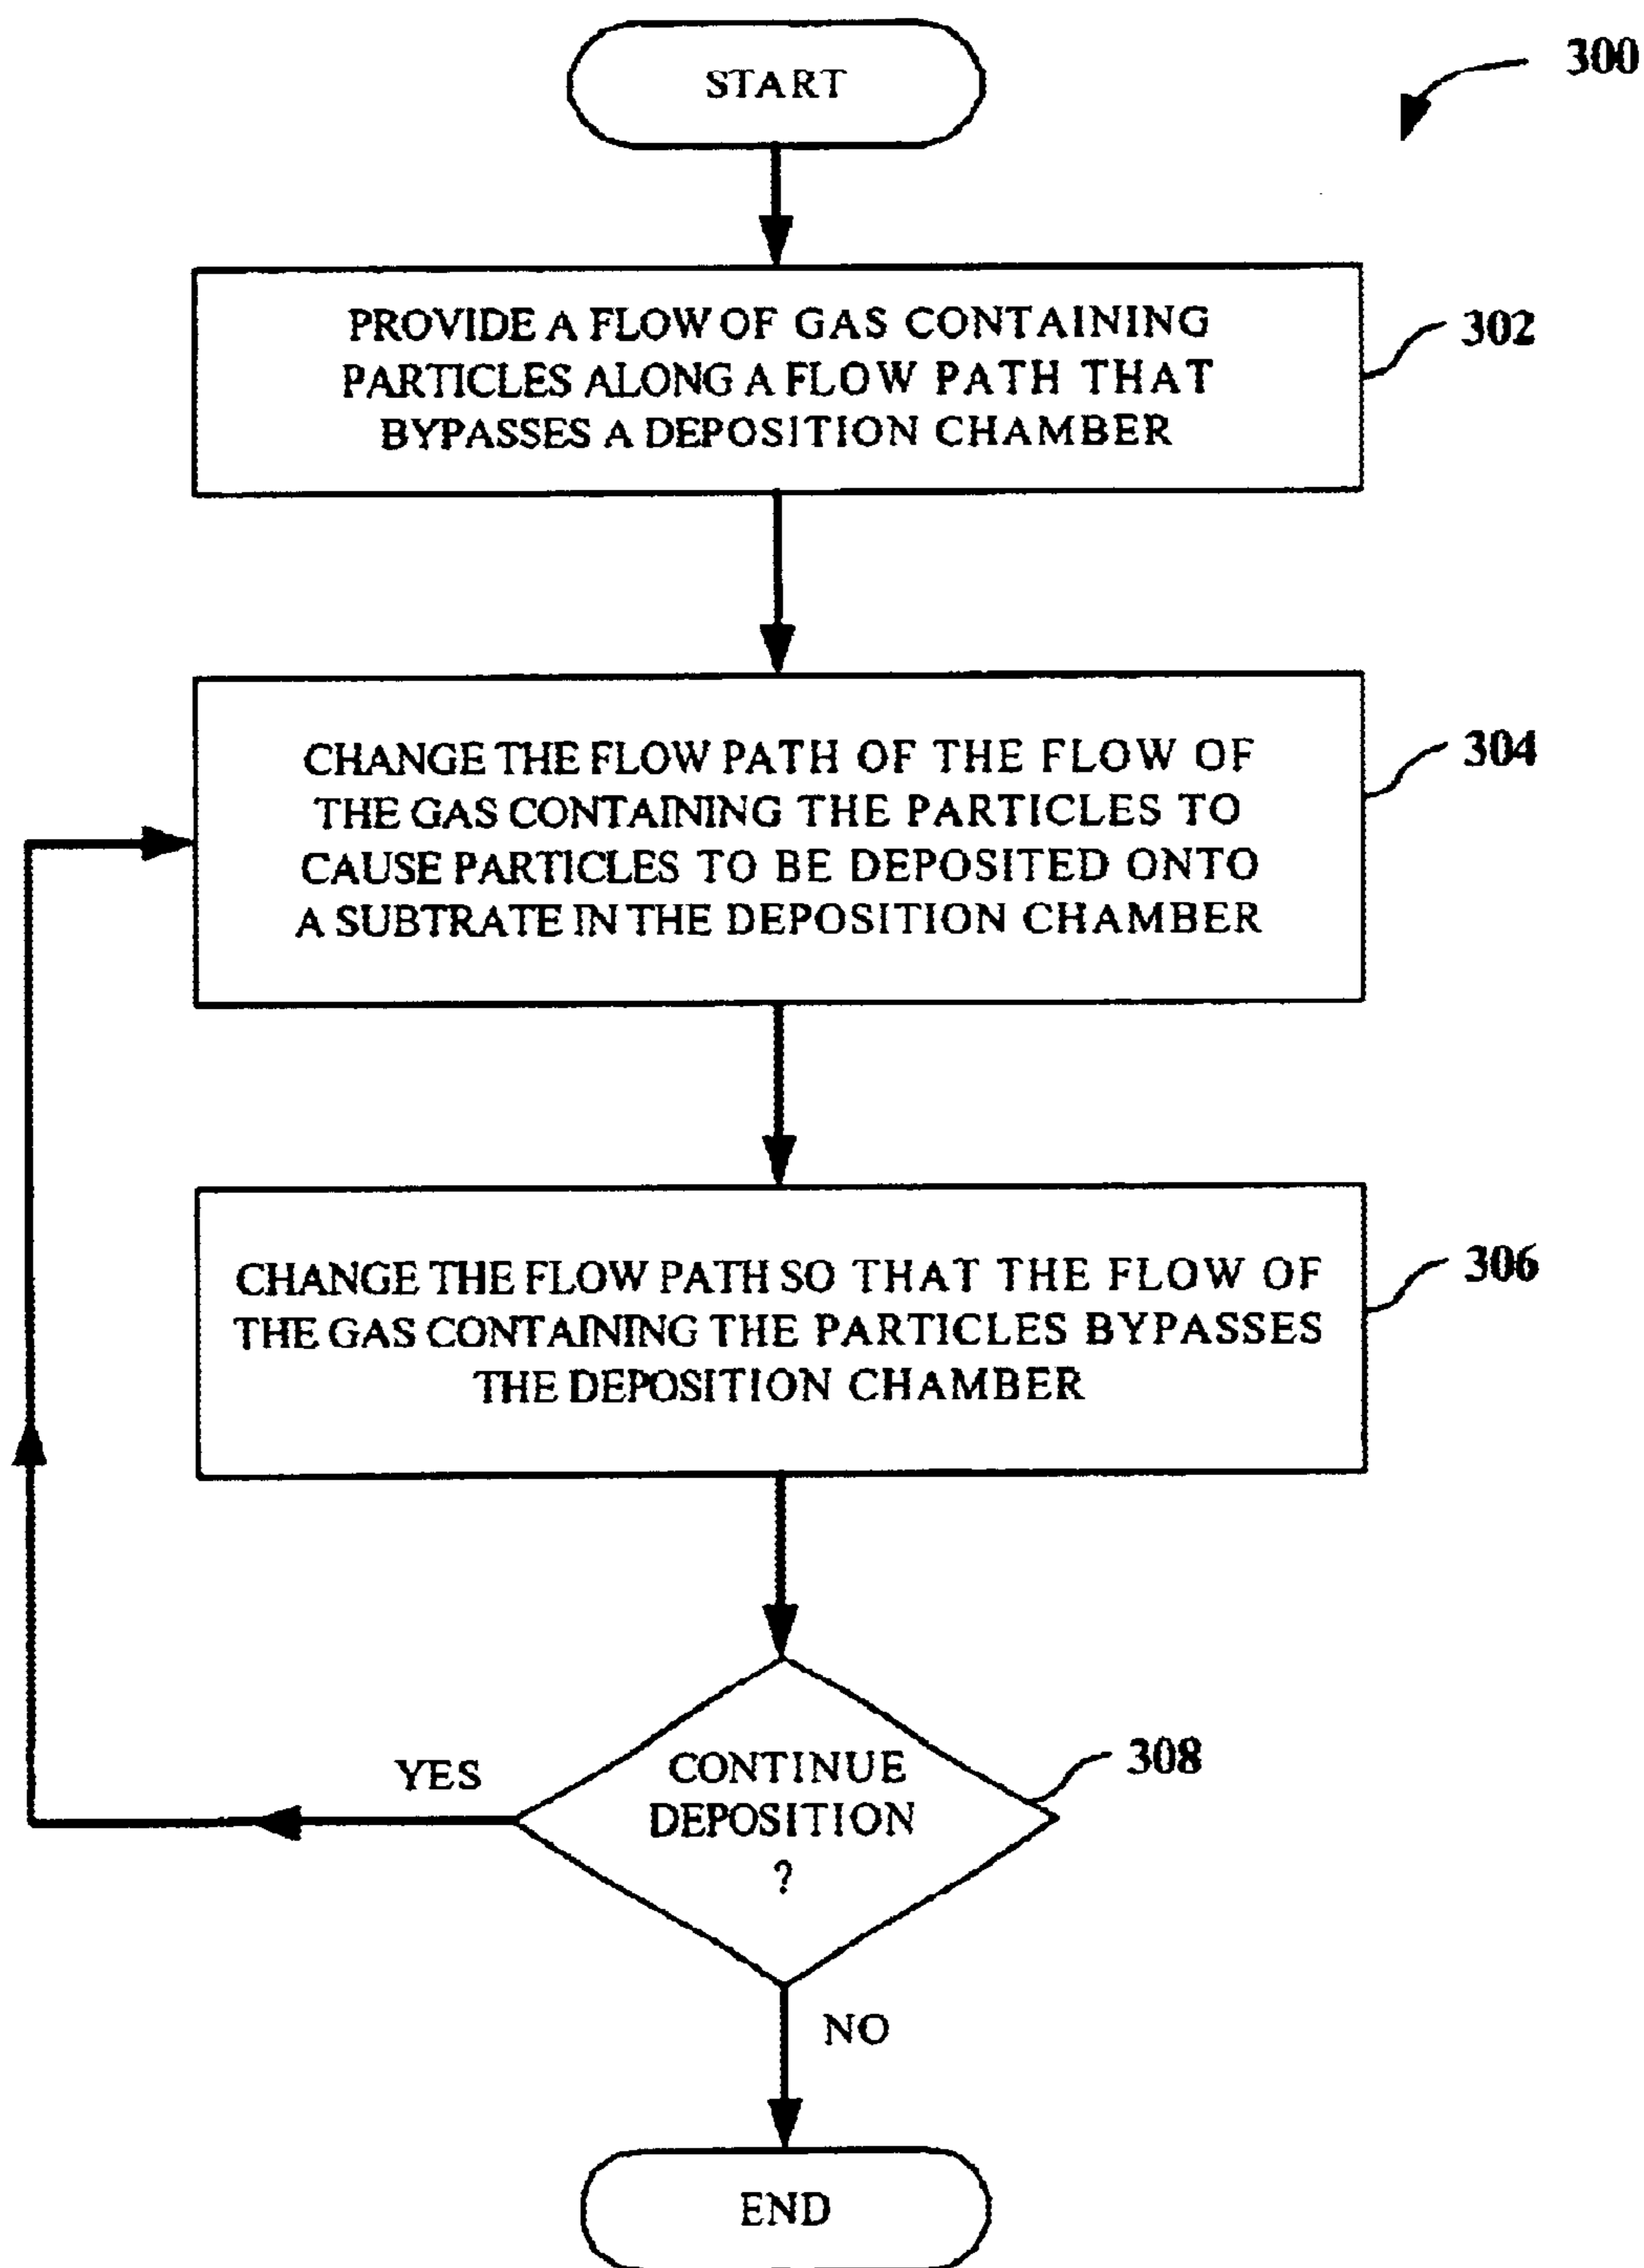 START
300
PROVIDE A FLOW OF GAS CONTAINING
PARTICLES ALONG A FLOW PATH THAT
BYPASSES A DEPOSITION CHAMBER
302
CHANGE THE FLOW PATH OF THE FLOW OF
THE GAS CONTAINING THE PARTICLES TO
CAUSE PARTICLES TO BE DEPOSITED ONTO
A SUBTRATE IN THE DEPOSITION CHAMBER
304
CHANGE THE FLOW PATH SO THAT THE FLOW OF
THE GAS CONTAINING THE PARTICLES BYPASSES
THE DEPOSITION CHAMBER
306
YES
CONTINUE
DEPOSITION
?
308
NO
END